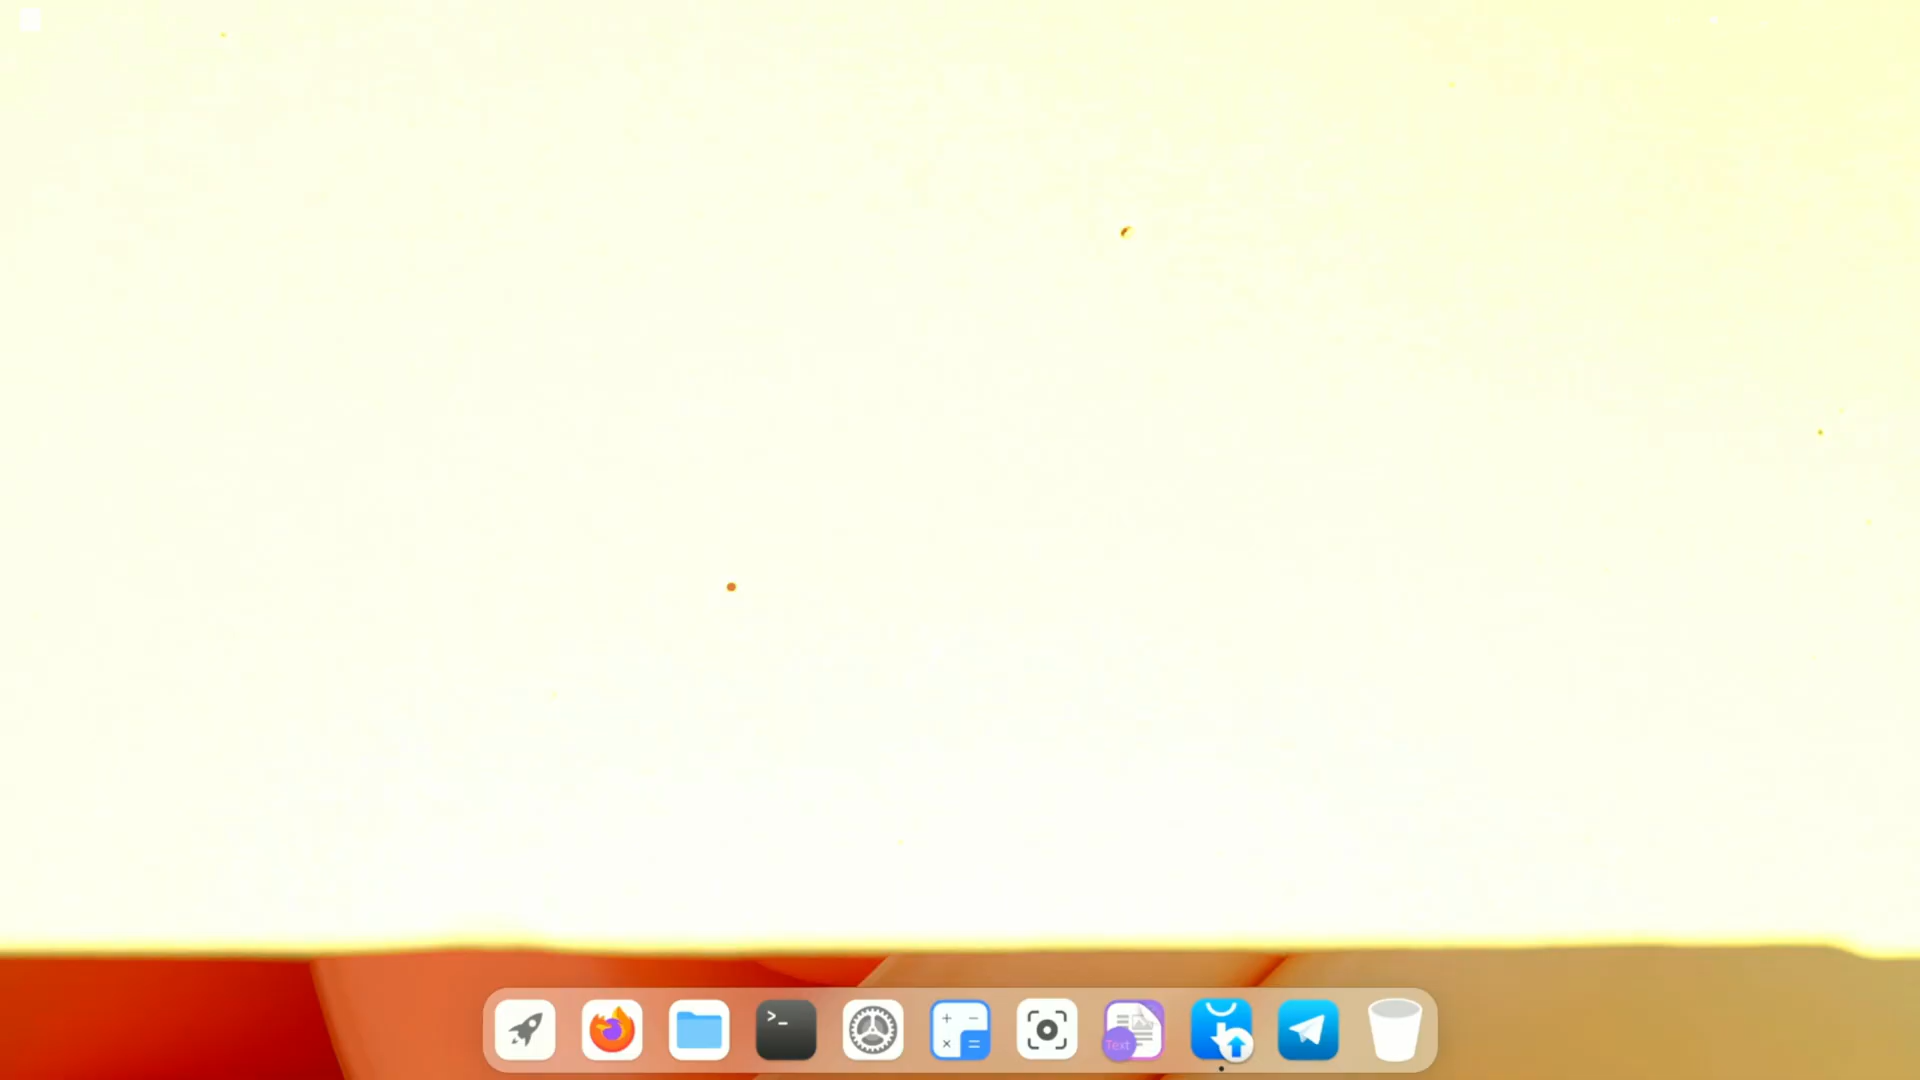 >_
+ −
× =
Text